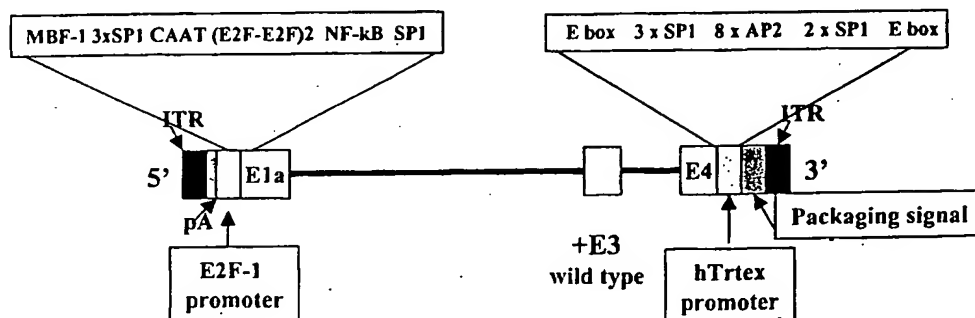 MBF-1 3xSP1 CAAT (E2F-E2F)2 NF-kB SP1
E box 3 x SP1 8 x AP2 2 x SP1 E box
ITR
ITR
5'
E1a
E4
3'
pA
Packaging signal
E2F-1
promoter
+E3
wild type
hTrtex
promoter